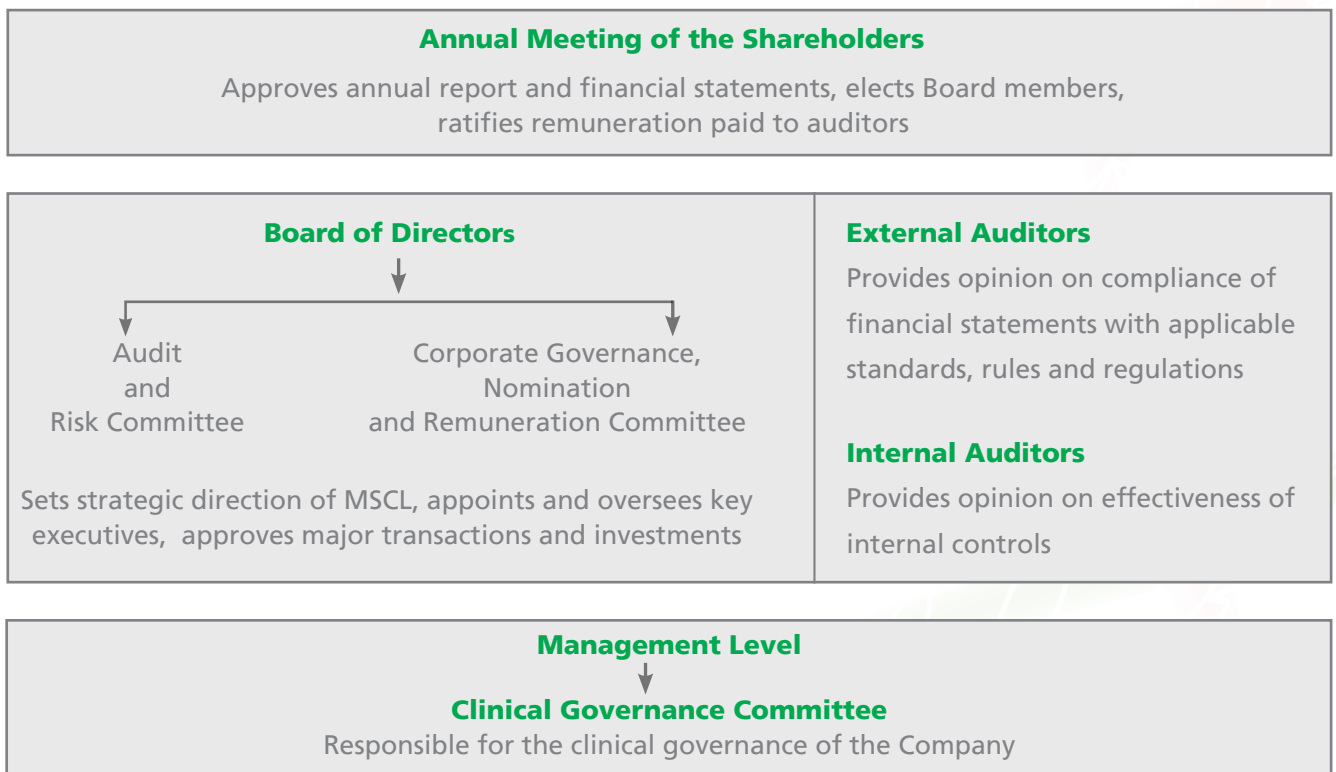 Annual Meeting of the Shareholders
Approves annual report and financial statements, elects Board members,
ratifies remuneration paid to auditors
Board of Directors
Audit
and
Risk Committee
Corporate Governance,
Nomination
and Remuneration Committee
Sets strategic direction of MSCL, appoints and oversees key
executives, approves major transactions and investments
External Auditors
Provides opinion on compliance of
financial statements with applicable
standards, rules and regulations
Internal Auditors
Provides opinion on effectiveness of
internal controls
Management Level
Clinical Governance Committee
Responsible for the clinical governance of the Company